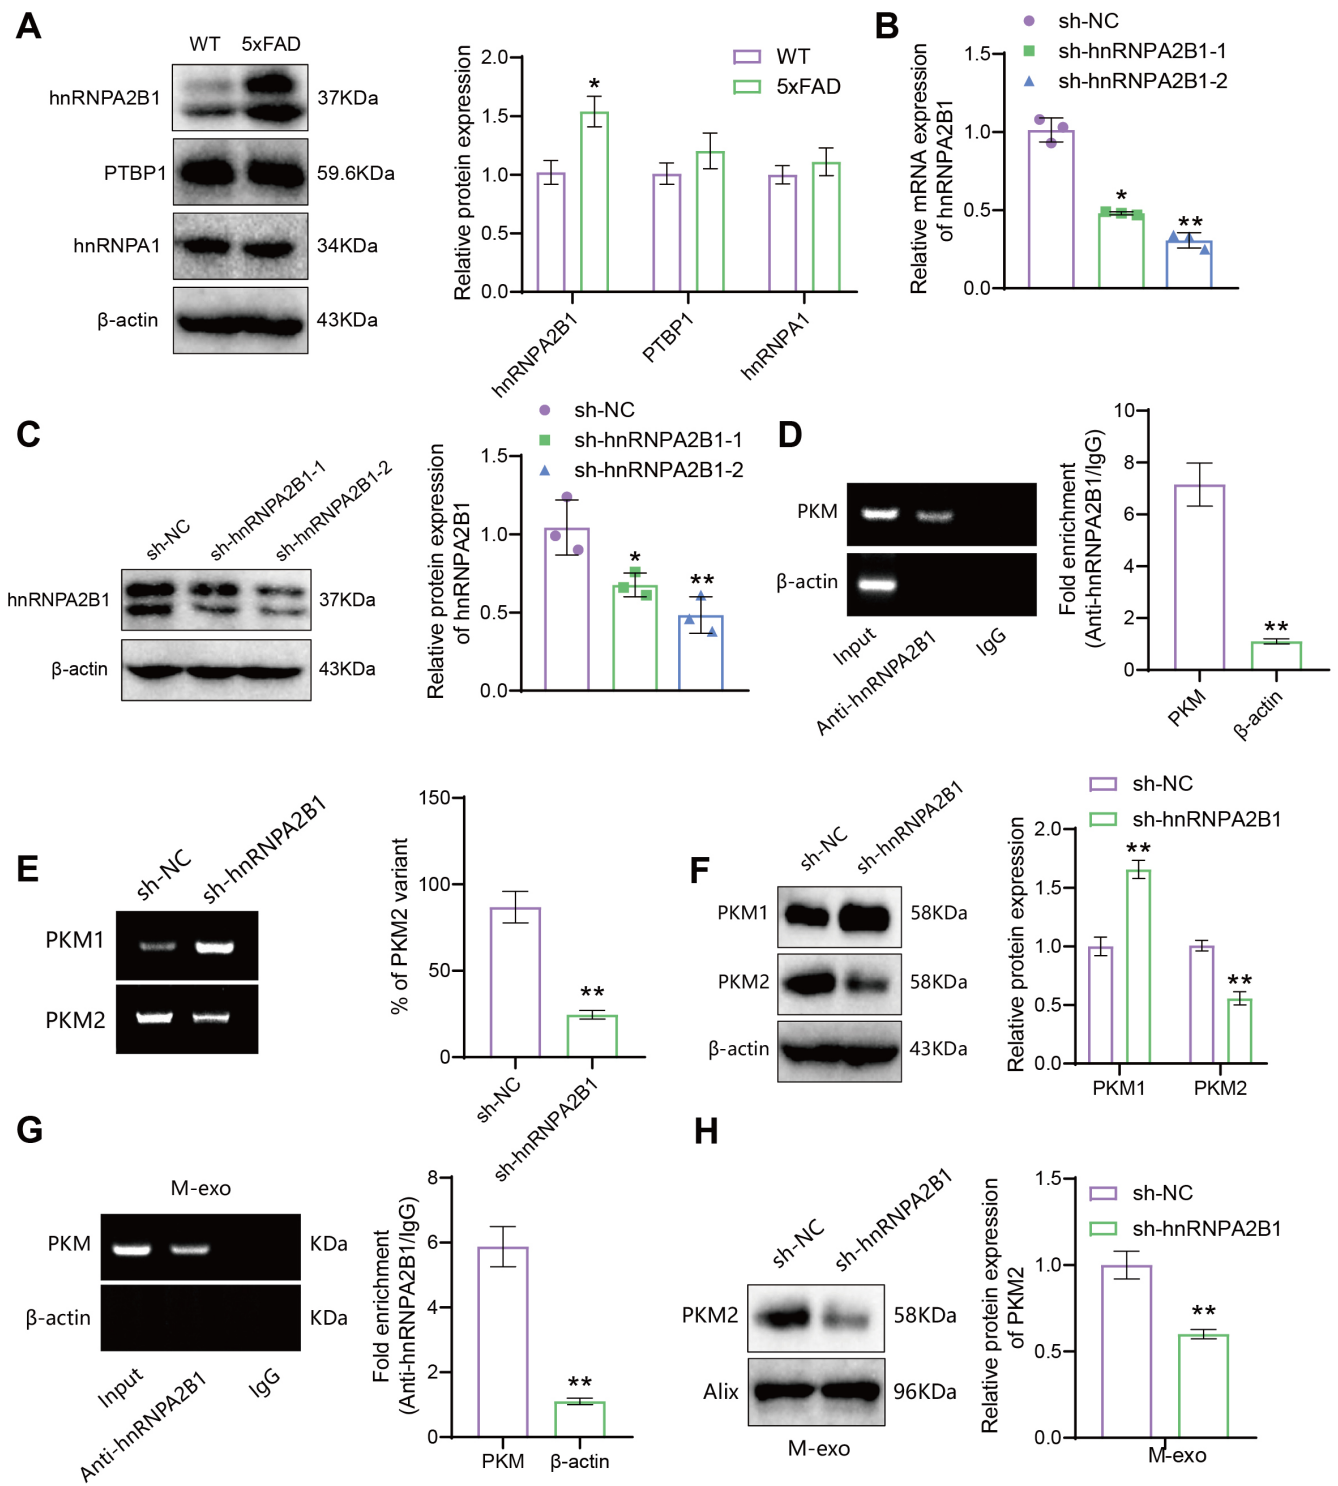 A
WT 5xFAD
hnRNPA2B1 37KDa
PTBP1 59.6KDa
hnRNPA1 34KDa
β-actin 43KDa
Relative protein expression
2.0
1.5
1.0
0.5
0.0
WT
5xFAD
*
hnRNPA2B1 PTBP1 hnRNPA1
B
sh-NC
sh-hnRNPA2B1-1
sh-hnRNPA2B1-2
Relative mRNA expression
of hnRNPA2B1
1.5
1.0
0.5
0.0
* **
C
sh-NC sh-hnRNPA2B1-1 sh-hnRNPA2B1-2
hnRNPA2B1 37KDa
β-actin 43KDa
sh-NC
sh-hnRNPA2B1-1
sh-hnRNPA2B1-2
Relative protein expression
of hnRNPA2B1
1.5
1.0
0.5
0.0
* **
D
PKM
β-actin
Input Anti-hnRNPA2B1 IgG
Fold enrichment
(Anti-hnRNPA2B1/IgG)
10
8
6
4
2
0
**
PKM β-actin
E
sh-NC sh-hnRNPA2B1
PKM1
PKM2
% of PKM2 variant
150
100
50
0
**
sh-NC sh-hnRNPA2B1
F
sh-NC sh-hnRNPA2B1
PKM1 58KDa
PKM2 58KDa
β-actin 43KDa
sh-NC
sh-hnRNPA2B1
Relative protein expression
2.0
1.5
1.0
0.5
0.0
** **
PKM1 PKM2
G
M-exo
PKM KDa
β-actin KDa
Input Anti-hnRNPA2B1 IgG
Fold enrichment
(Anti-hnRNPA2B1/IgG)
8
6
4
2
0
**
PKM β-actin
H
sh-NC sh-hnRNPA2B1
PKM2 58KDa
Alix 96KDa
M-exo
Relative protein expression
of PKM2
1.5
1.0
0.5
0.0
sh-NC
sh-hnRNPA2B1
**
M-exo